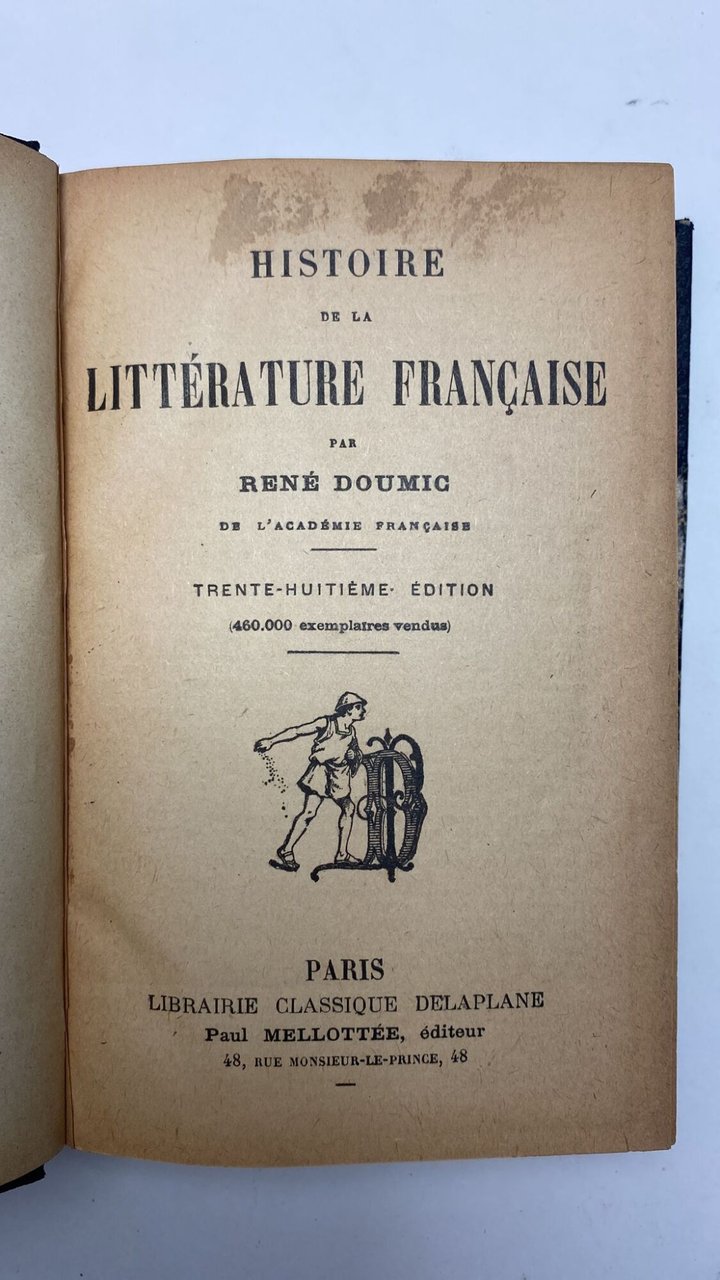 HISTOIRE
DE LA
LITTÉRATURE FRANÇAISE
PAR
RENÉ DOUMIC
DE L'ACADÉMIE FRANÇAISE
TRENTE-HUITIÈME ÉDITION
(460.000 exemplaires vendus)
PARIS
LIBRAIRIE CLASSIQUE DELAPLANE
Paul MELLOTTÉE, éditeur
48, RUE MONSIEUR-LE-PRINCE, 48